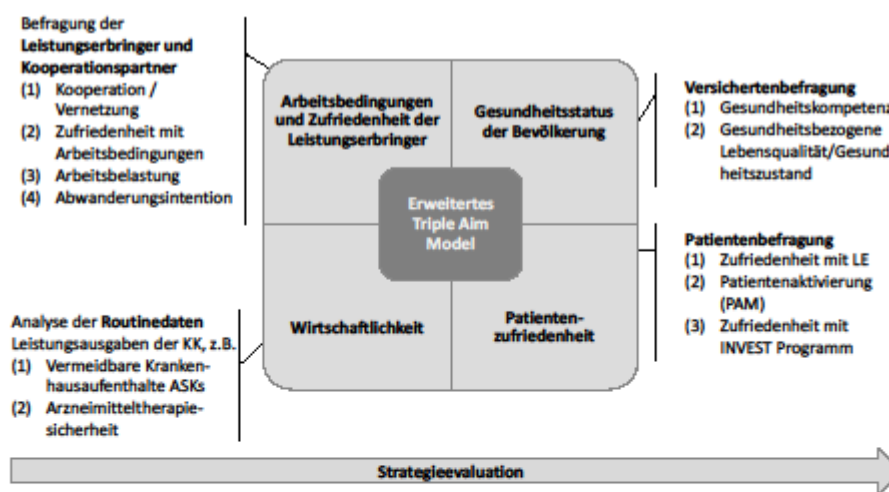 Befragung der
Leistungserbringer und
Kooperationspartner
(1) Kooperation /
Vernetzung
(2) Zufriedenheit mit
Arbeitsbedingungen
(3) Arbeitsbelastung
(4) Abwanderungsintention
Arbeitsbedingungen
und Zufriedenheit der
Leistungserbringer
Gesundheitsstatus
der Bevölkerung
Versichertenbefragung
(1) Gesundheitskompetenz
(2) Gesundheitsbezogene
Lebensqualität/Gesund
heitszustand
Erweitertes
Triple Aim
Model
Analyse der Routinedaten
Leistungsausgaben der KK, z.B.
(1) Vermeidbare Kranken-
hausaufenthalte ASKs
(2) Arzneimitteltherapie-
sicherheit
Wirtschaftlichkeit
Patienten-
zufriedenheit
Patientenbefragung
(1) Zufriedenheit mit LE
(2) Patientenaktivierung
(PAM)
(3) Zufriedenheit mit
INVEST Programm
Strategieevaluation